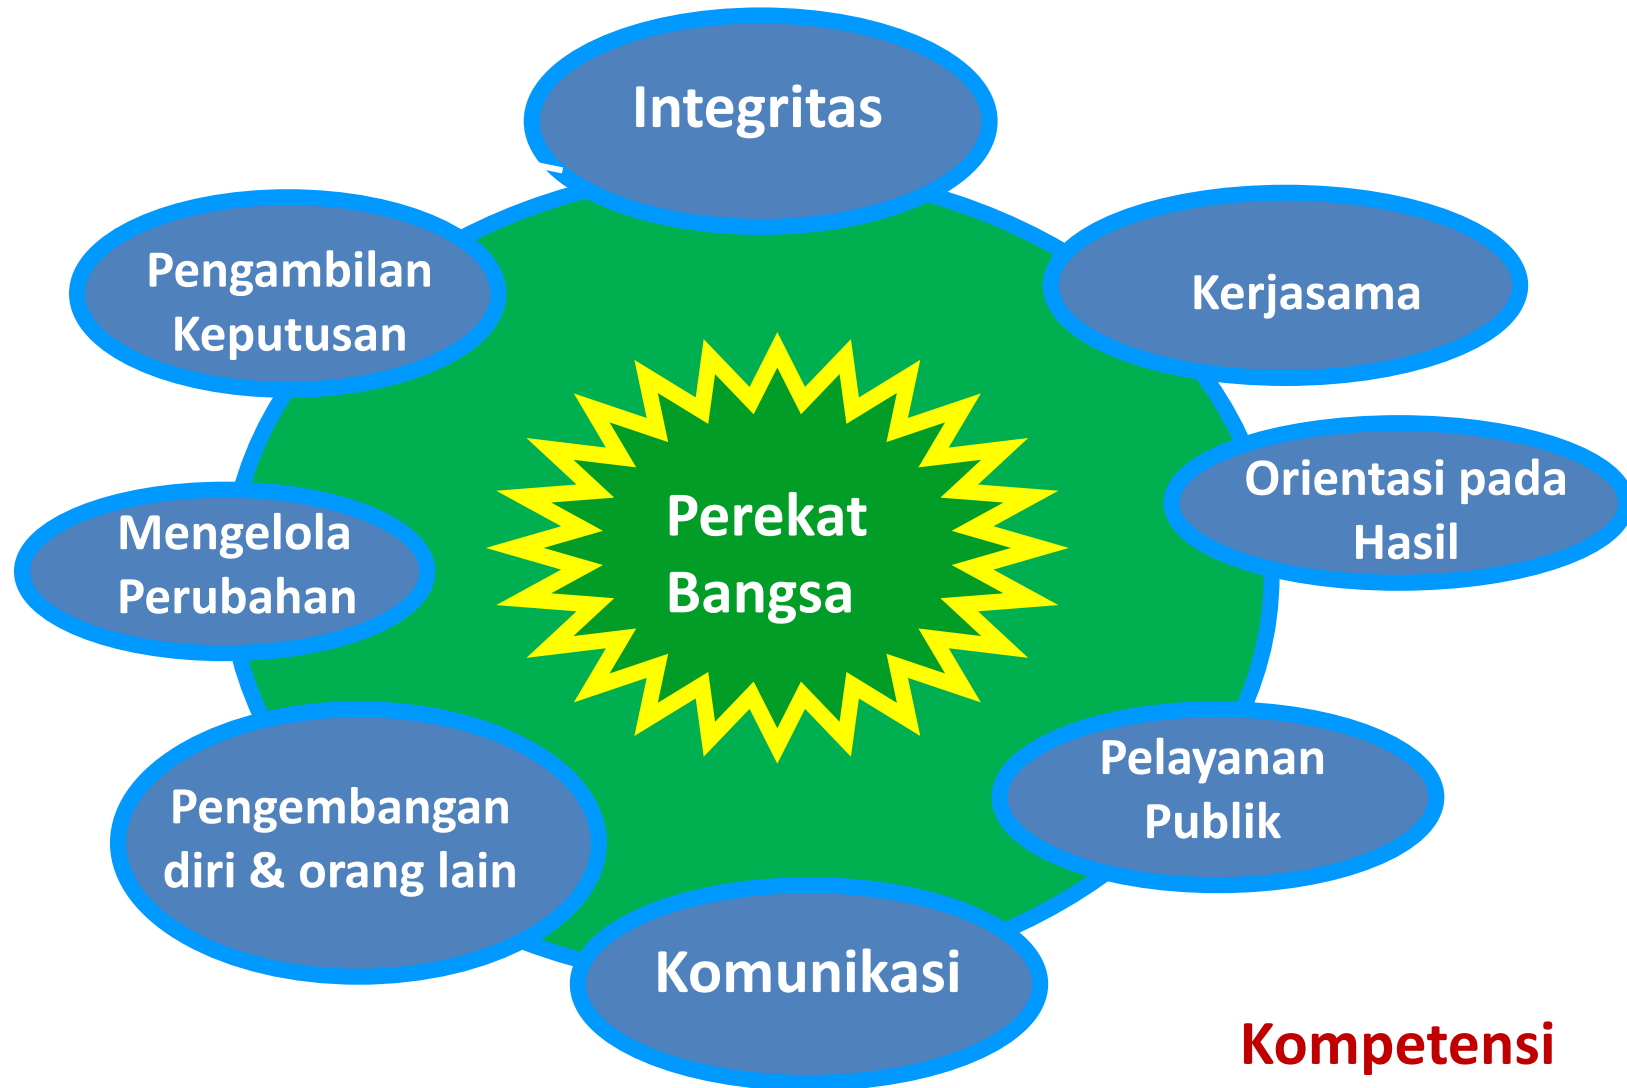 Integritas
Pengambilan
Keputusan
Kerjasama
Orientasi pada
Hasil
Mengelola
Perubahan
Perekat
Bangsa
Pelayanan
Publik
Pengembangan
diri & orang lain
Komunikasi
Kompetensi